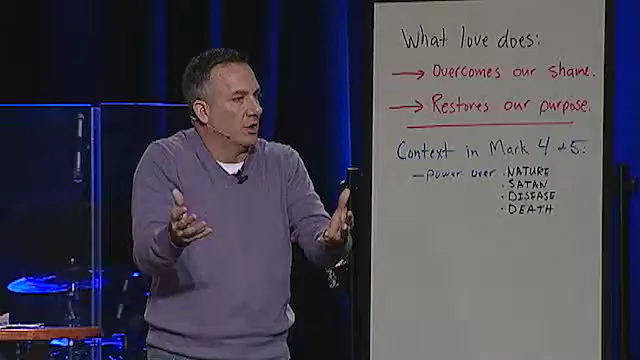 What love does:
→ Overcomes our shame.
→ Restores our purpose.
Context in Mark 4 + 5:
- power over • NATURE
• SATAN
• DISEASE
• DEATH